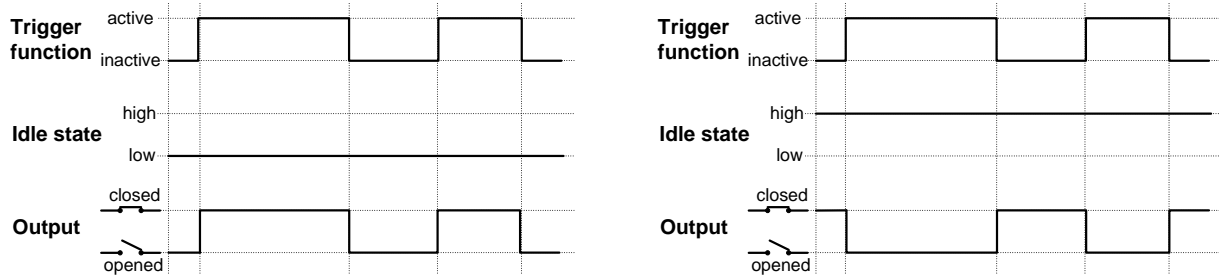 active
Trigger
function
inactive
high
Idle state
low
closed
Output
opened
active
Trigger
function
inactive
high
Idle state
low
closed
Output
opened